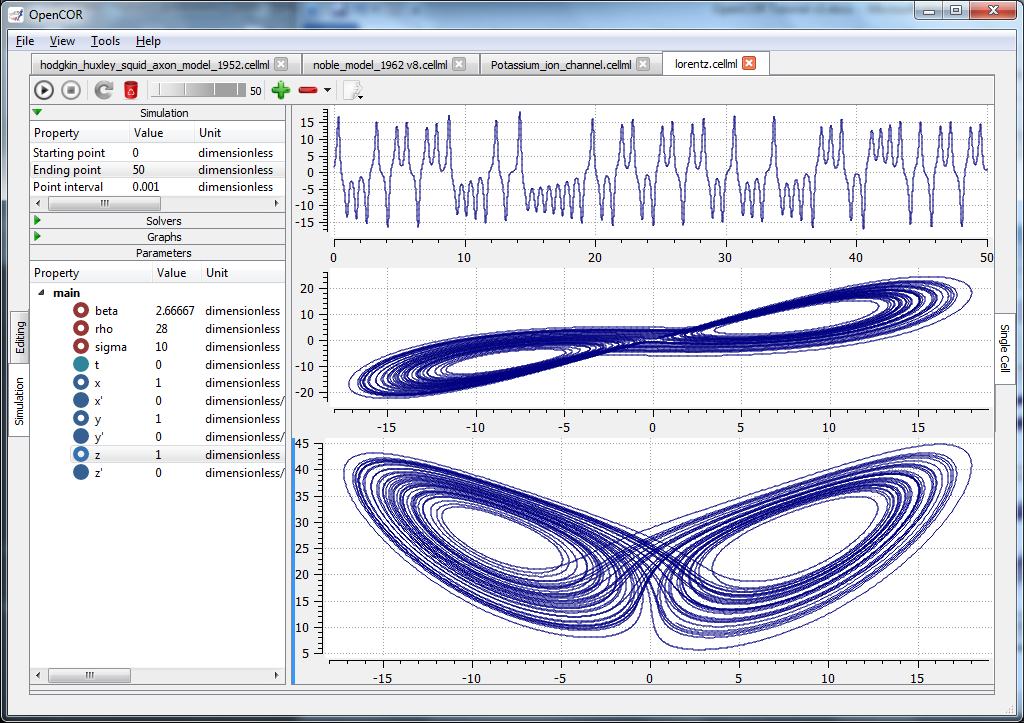 OpenCOR
File View Tools Help
hodgkin_huxley_squid_axon_model_1952.cellml noble_model_1962 v8.cellml Potassium_ion_channel.cellml lorentz.cellml
50
Simulation
Property Value Unit
Starting point 0 dimensionless
Ending point 50 dimensionless
Point interval 0.001 dimensionless
Solvers
Graphs
Parameters
Property Value Unit
main
beta 2.66667 dimensionless
rho 28 dimensionless
sigma 10 dimensionless
t 0 dimensionless
x 1 dimensionless
x' 0 dimensionless/
y 1 dimensionless
y' 0 dimensionless/
z 1 dimensionless
z' 0 dimensionless/
Editing
Simulation
15
10
5
0
-5
-10
-15
0 10 20 30 40 50
20
10
0
-10
-20
-15 -10 -5 0 5 10 15
45
40
35
30
25
20
15
10
5
-15 -10 -5 0 5 10 15
Single Cell